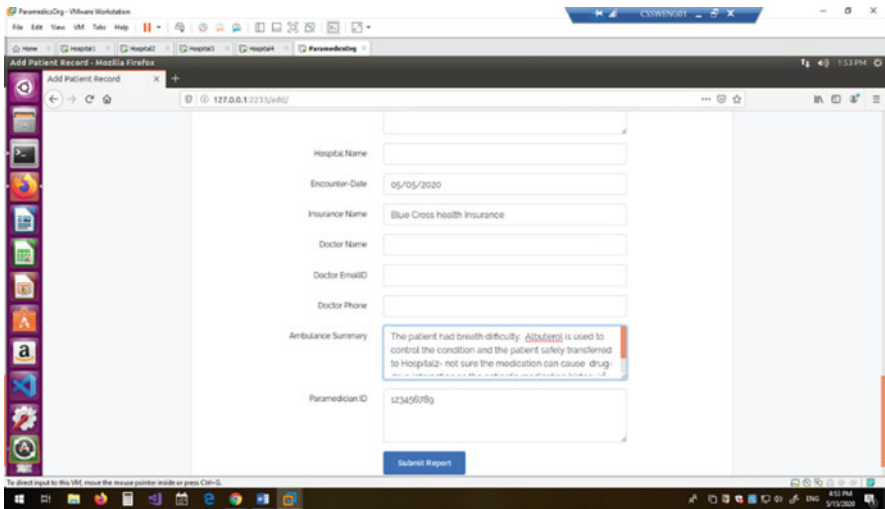 ParamedicsOrg - VMware Workstation
CSSWENG01
File Edit View VM Tabs Help
Home Hospital1 Hospital2 Hospital3 Hospital4 ParamedicsOrg
Add Patient Record - Mozilla Firefox
1:53 PM
Add Patient Record
127.0.0.1:2233/add/
Hospital Name
Encounter-Date 05/05/2020
Insurance Name Blue Cross health Insurance
Doctor Name
Doctor EmailID
Doctor Phone
Ambulance Summary The patient had breath difficulty. Albuterol is used to
control the condition and the patient safely transferred
to Hospital2- not sure the medication can cause drug-
Paramedician ID 123456789
Submit Report
To direct input to this VM, move the mouse pointer inside or press Ctrl+G.
ENG
4:53 PM
5/15/2020